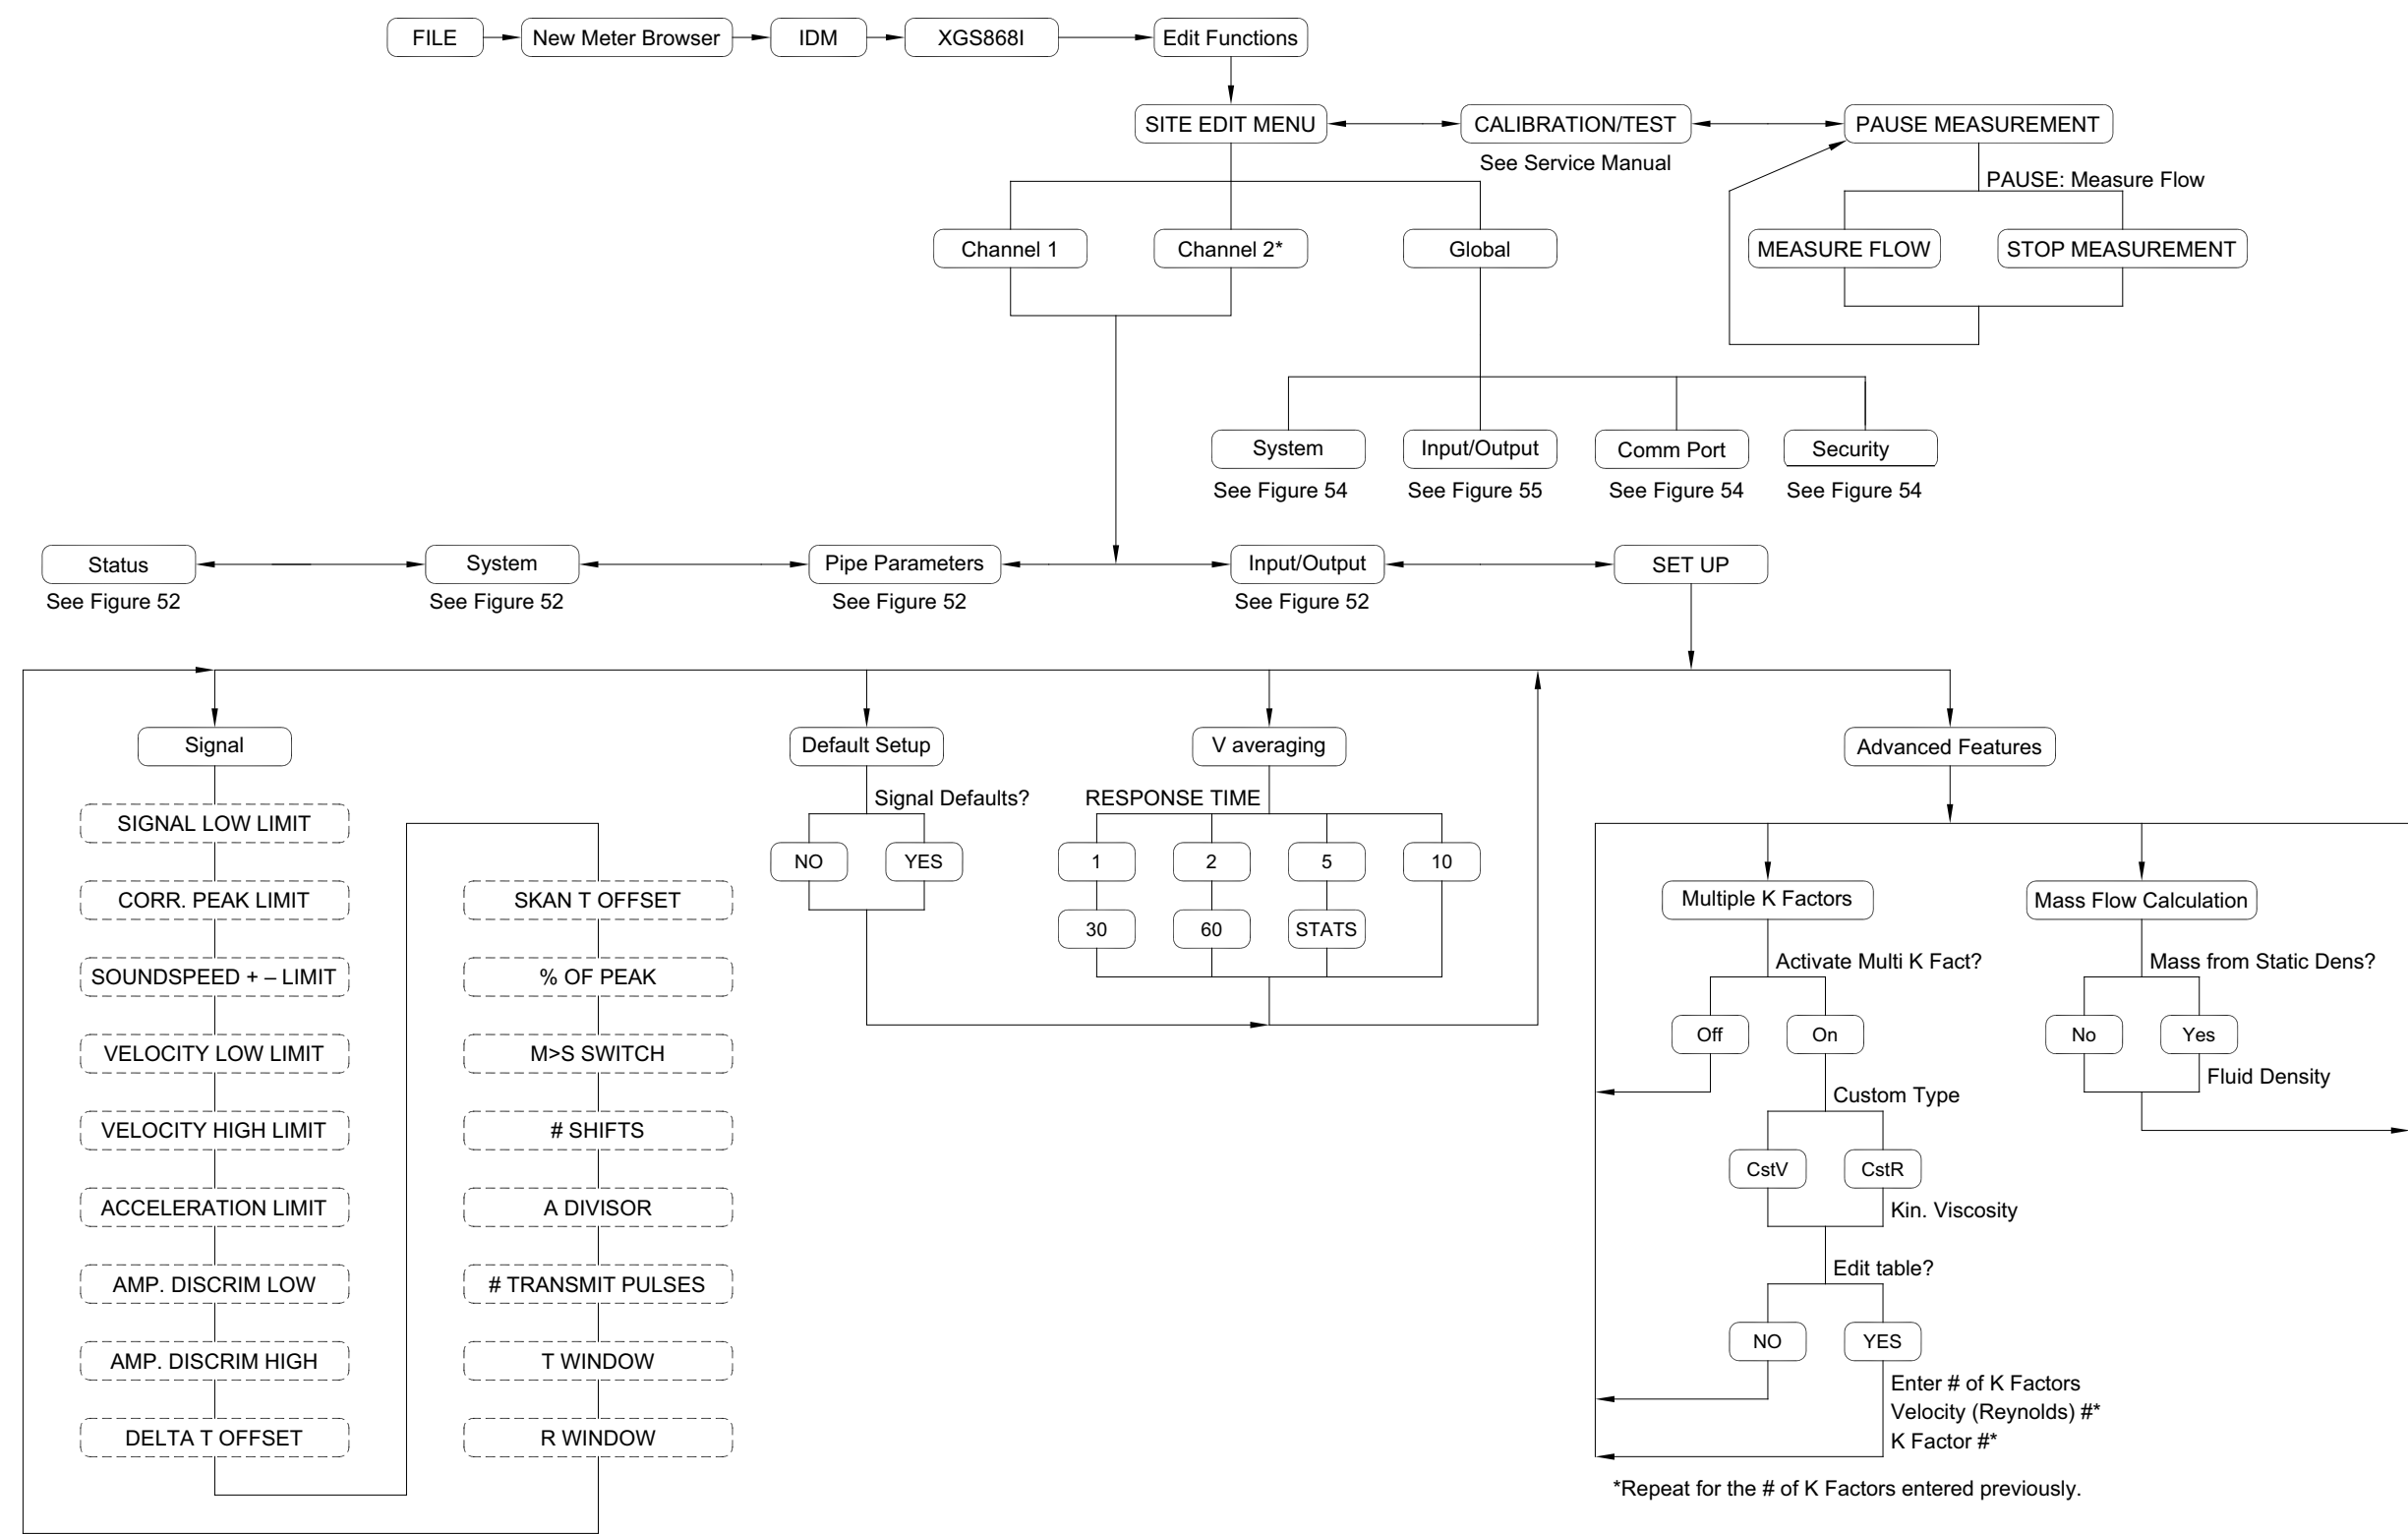 FILE
New Meter Browser
IDM
XGS868I
Edit Functions
SITE EDIT MENU
CALIBRATION/TEST
PAUSE MEASUREMENT
See Service Manual
PAUSE: Measure Flow
Channel 1
Channel 2*
Global
MEASURE FLOW
STOP MEASUREMENT
System
Input/Output
Comm Port
Security
See Figure 54
See Figure 55
See Figure 54
See Figure 54
Status
System
Pipe Parameters
Input/Output
SET UP
See Figure 52
See Figure 52
See Figure 52
See Figure 52
Signal
Default Setup
V averaging
Advanced Features
SIGNAL LOW LIMIT
CORR. PEAK LIMIT
SOUNDSPEED + – LIMIT
VELOCITY LOW LIMIT
VELOCITY HIGH LIMIT
ACCELERATION LIMIT
AMP. DISCRIM LOW
AMP. DISCRIM HIGH
DELTA T OFFSET
SKAN T OFFSET
% OF PEAK
M>S SWITCH
# SHIFTS
A DIVISOR
# TRANSMIT PULSES
T WINDOW
R WINDOW
Signal Defaults?
NO
YES
RESPONSE TIME
1
2
5
10
30
60
STATS
Multiple K Factors
Activate Multi K Fact?
Off
On
Custom Type
CstV
CstR
Kin. Viscosity
Edit table?
NO
YES
Enter # of K Factors
Velocity (Reynolds) #*
K Factor #*
Mass Flow Calculation
Mass from Static Dens?
No
Yes
Fluid Density
*Repeat for the # of K Factors entered previously.